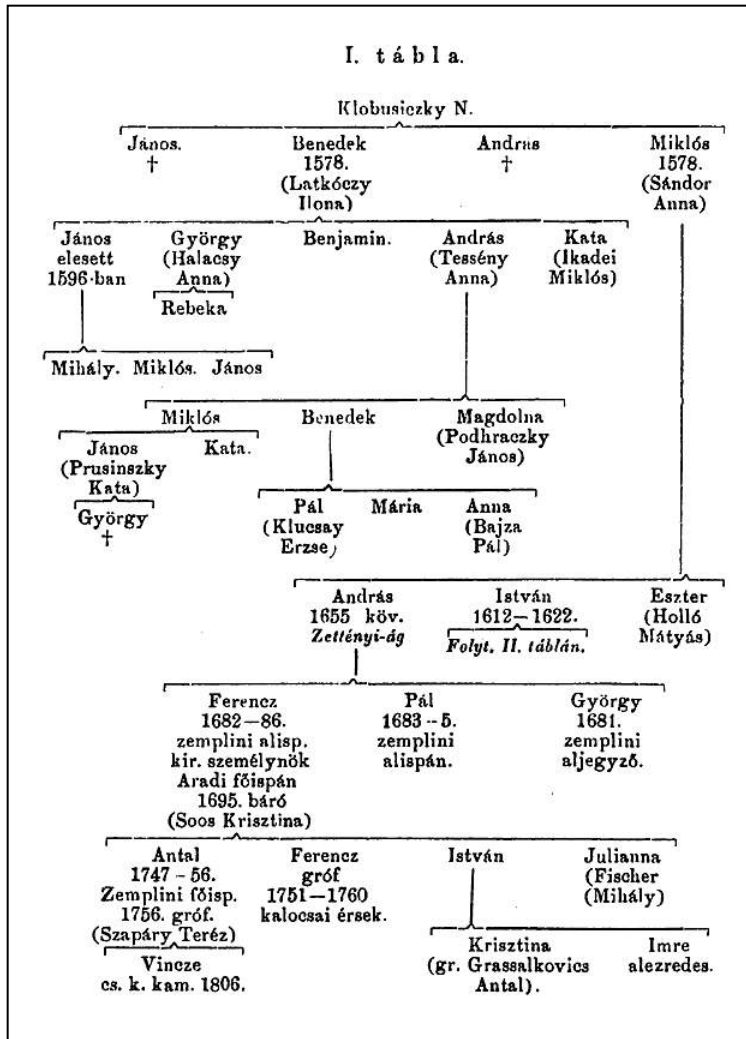 I. tábla.
Klobusiczky N.
János. Benedek András Miklós
† 1578. † 1578.
(Latkóczy (Sándor
Ilona) Anna)
János György Benjamin. András Kata
elesett (Halacsy (Tessény (Ikadei
1596-ban Anna) Anna) Miklós)
Rebeka
Mihály. Miklós. János
Miklós Benedek Magdolna
(Podhraczky
János)
János Kata.
(Prusinszky
Kata)
György
†
Pál Mária Anna
(Klucsay (Bajza
Erzse) Pál)
András István Eszter
1655 köv. 1612–1622. (Holló
Zettényi-ág Folyt. II. táblán. Mátyás)
Ferencz Pál György
1682–86. 1683–5. 1681.
zemplini alisp. zemplini zemplini
kir. személynök alispán. aljegyző.
Aradi főispán
1695. báró
(Soos Krisztina)
Antal Ferencz István Julianna
1747–56. gróf (Fischer
Zemplini főisp. 1751–1760 (Mihály)
1756. gróf. kalocsai érsek.
(Szapáry Teréz)
Vincze Krisztina Imre
cs. k. kam. 1806. (gr. Grassalkovics alezredes.
Antal).